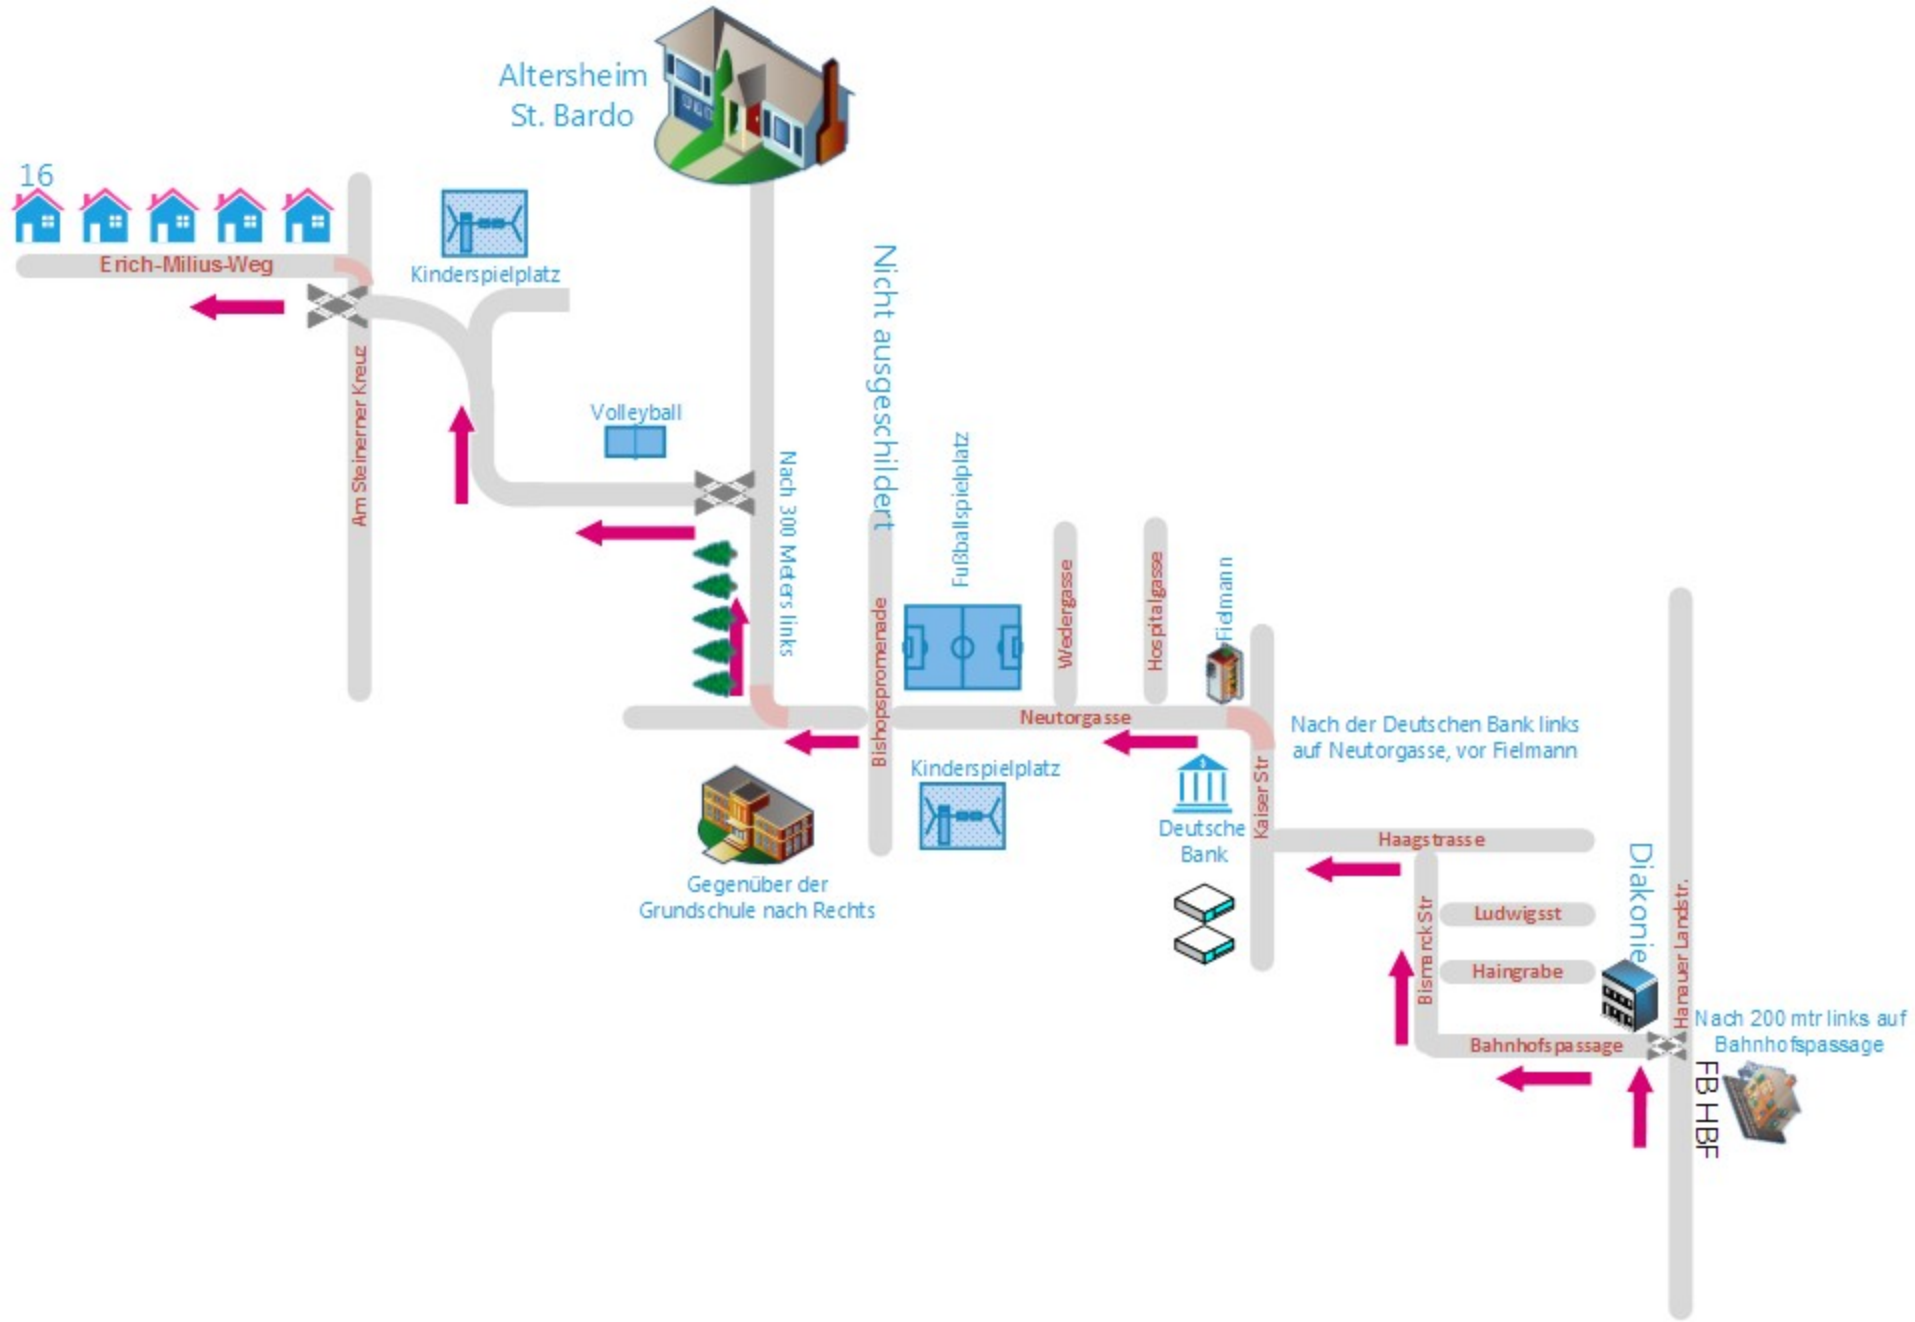 Altersheim
St. Bardo
16
Erich-Milius-Weg
Kinderspielplatz
Am Steinerner Kreuz
Volleyball
Nach 300 Meters links
Nicht ausgeschildert
Fußballspielplatz
Bishopspromenade
Wedergasse
Hospitalgasse
Fielmann
Neutorgasse
Nach der Deutschen Bank links
auf Neutorgasse, vor Fielmann
Kinderspielplatz
Deutsche
Bank
Kaiser Str
Gegenüber der
Grundschule nach Rechts
Haagstrasse
Diakonie
Bismarck Str
Ludwigsst
Haingrabe
Bahnhofspassage
Hanauer Landstr.
Nach 200 mtr links auf
Bahnhofspassage
FB HBF